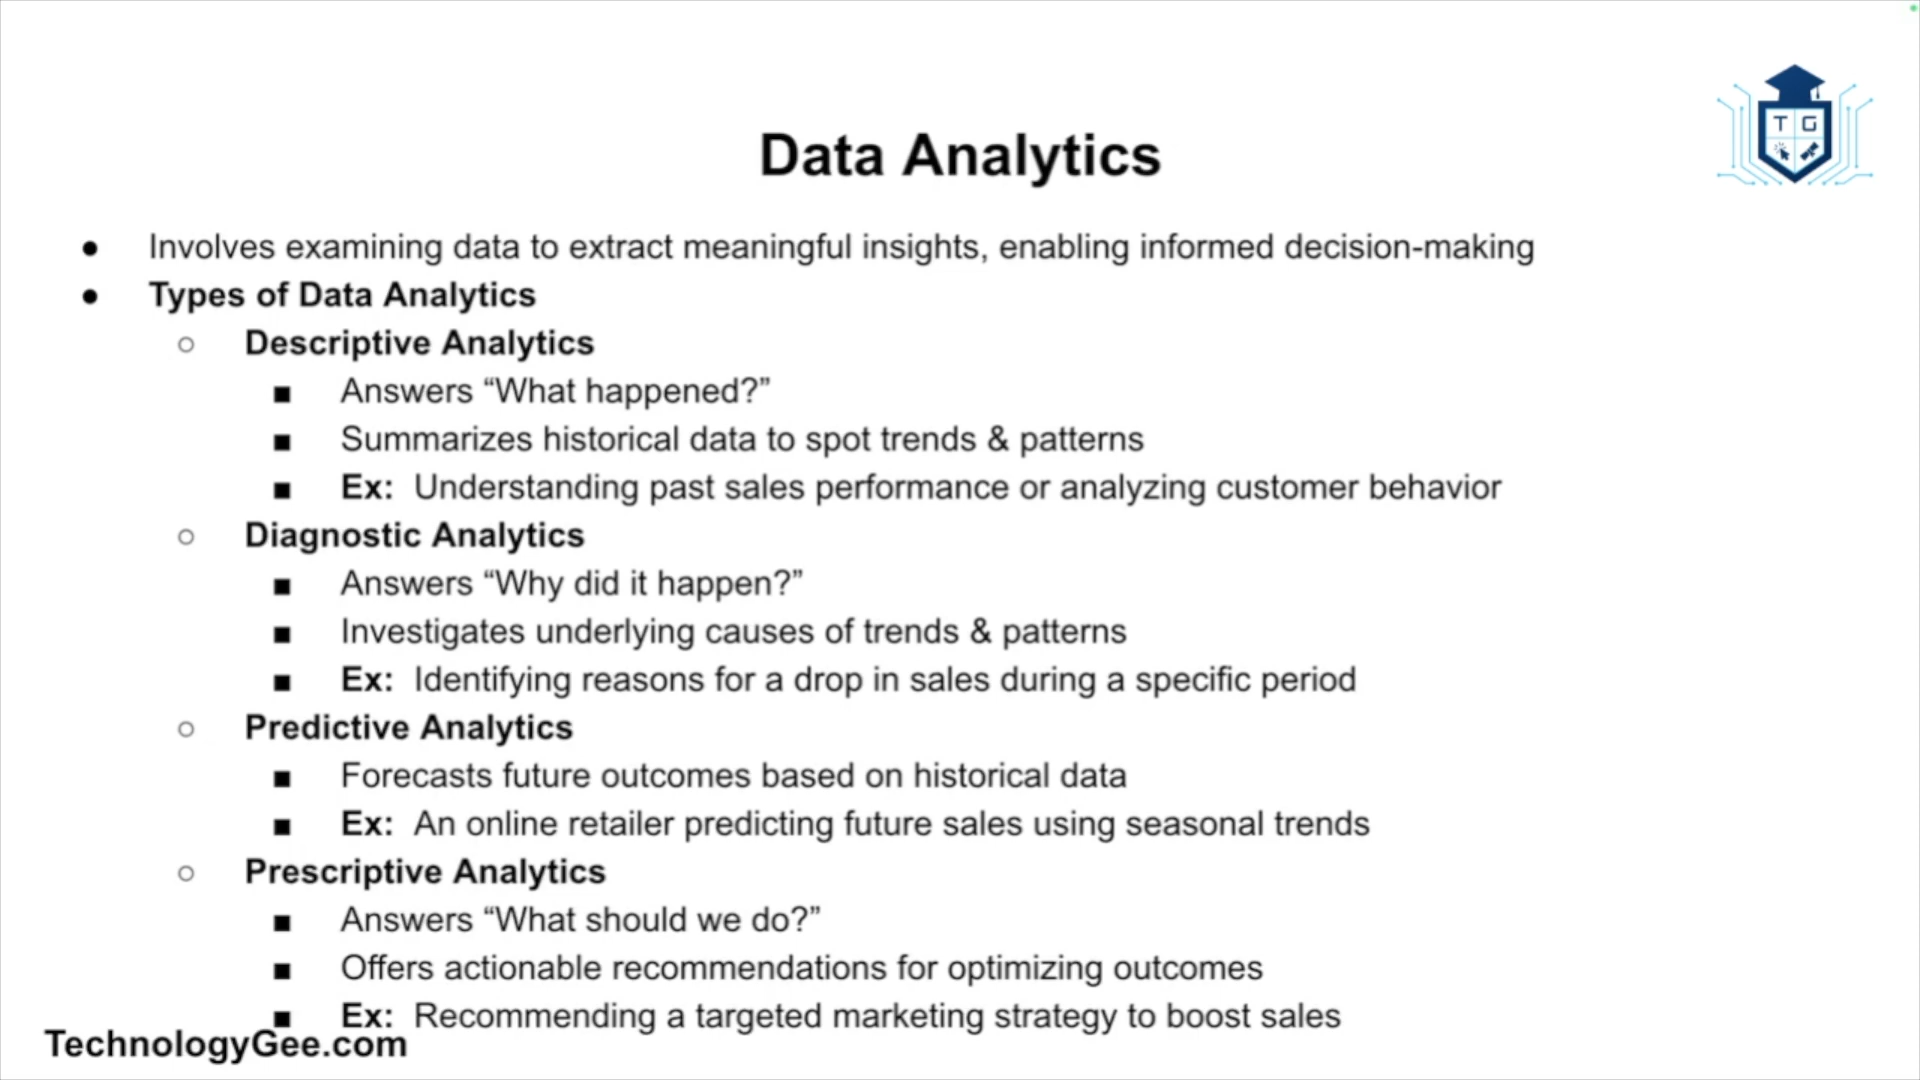 Data Analytics
T G
● Involves examining data to extract meaningful insights, enabling informed decision-making
● Types of Data Analytics
○ Descriptive Analytics
■ Answers “What happened?”
■ Summarizes historical data to spot trends & patterns
■ Ex: Understanding past sales performance or analyzing customer behavior
○ Diagnostic Analytics
■ Answers “Why did it happen?”
■ Investigates underlying causes of trends & patterns
■ Ex: Identifying reasons for a drop in sales during a specific period
○ Predictive Analytics
■ Forecasts future outcomes based on historical data
■ Ex: An online retailer predicting future sales using seasonal trends
○ Prescriptive Analytics
■ Answers “What should we do?”
■ Offers actionable recommendations for optimizing outcomes
■ Ex: Recommending a targeted marketing strategy to boost sales
TechnologyGee.com